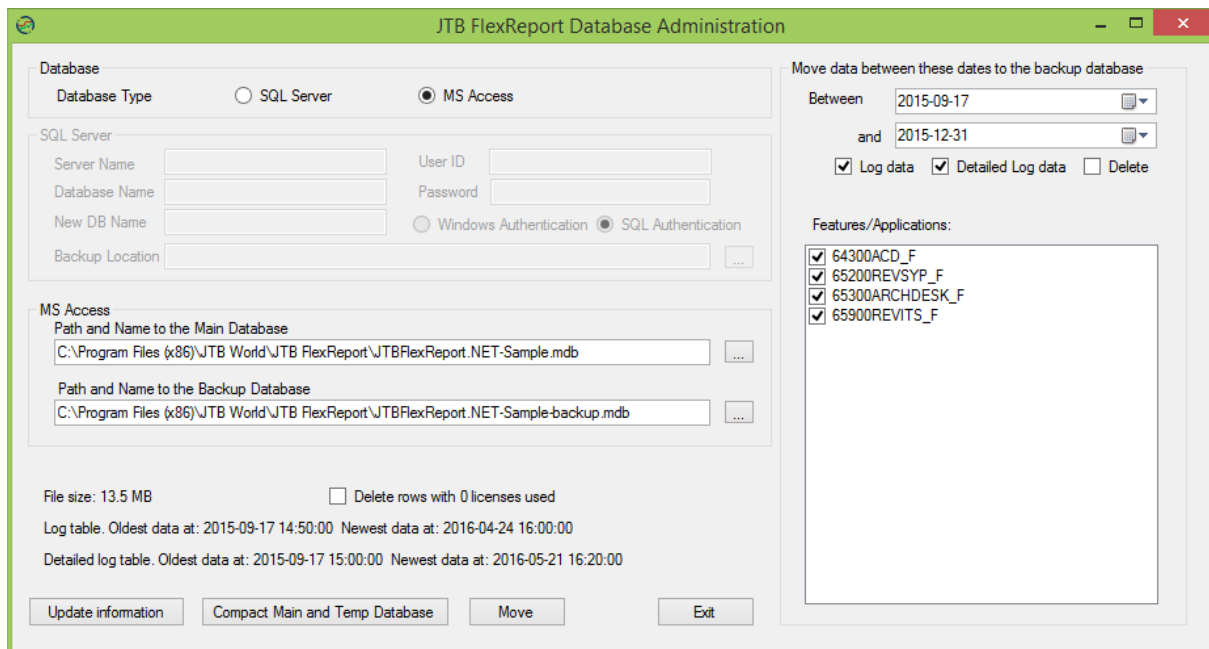 JTB FlexReport Database Administration
Database
Database Type SQL Server MS Access
SQL Server
Server Name User ID
Database Name Password
New DB Name Windows Authentication SQL Authentication
Backup Location ...
MS Access
Path and Name to the Main Database
C:\Program Files (x86)\JTB World\JTB FlexReport\JTBFlexReport.NET-Sample.mdb ...
Path and Name to the Backup Database
C:\Program Files (x86)\JTB World\JTB FlexReport\JTBFlexReport.NET-Sample-backup.mdb ...
File size: 13.5 MB Delete rows with 0 licenses used
Log table. Oldest data at: 2015-09-17 14:50:00 Newest data at: 2016-04-24 16:00:00
Detailed log table. Oldest data at: 2015-09-17 15:00:00 Newest data at: 2016-05-21 16:20:00
Update information Compact Main and Temp Database Move Exit
Move data between these dates to the backup database
Between 2015-09-17
and 2015-12-31
Log data Detailed Log data Delete
Features/Applications:
64300ACD_F
65200REVSYP_F
65300ARCHDESK_F
65900REVITS_F